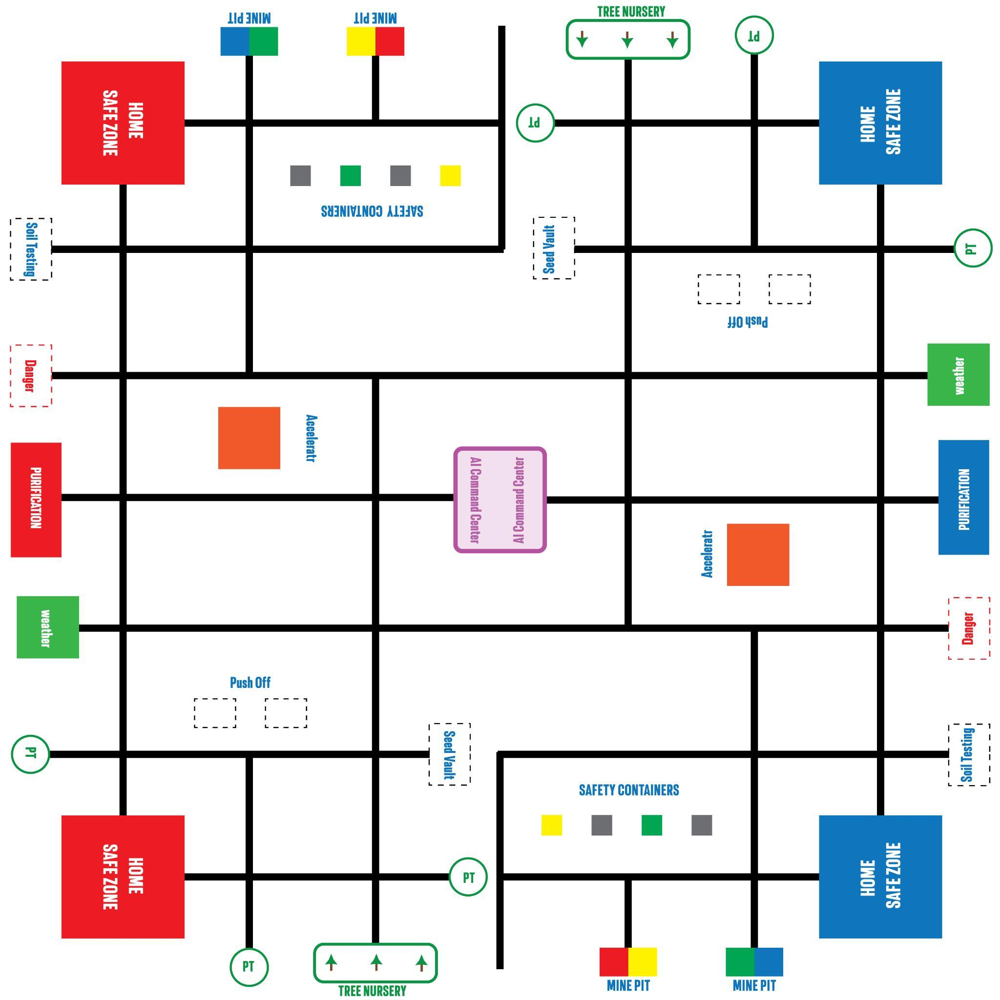 MINE PIT
MINE PIT
TREE NURSERY
PT
HOME
SAFE ZONE
PT
HOME
SAFE ZONE
SAFETY CONTAINERS
Soil Testing
Seed Vault
PT
Push Off
Danger
weather
Acceleratr
PURIFICATION
AI Command Center
AI Command Center
PURIFICATION
Acceleratr
weather
Danger
Push Off
PT
Seed Vault
Soil Testing
SAFETY CONTAINERS
HOME
SAFE ZONE
PT
HOME
SAFE ZONE
PT
TREE NURSERY
MINE PIT
MINE PIT